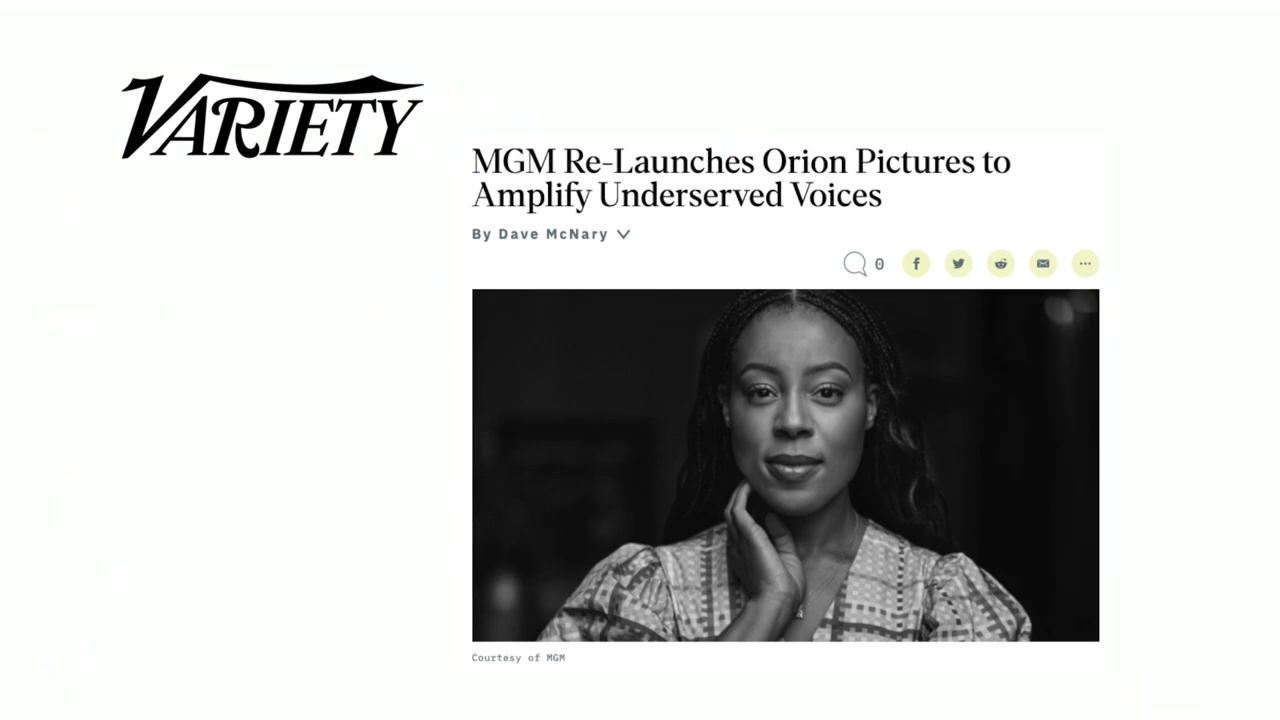 VARIETY
MGM Re-Launches Orion Pictures to
Amplify Underserved Voices
By Dave McNary
0
Courtesy of MGM